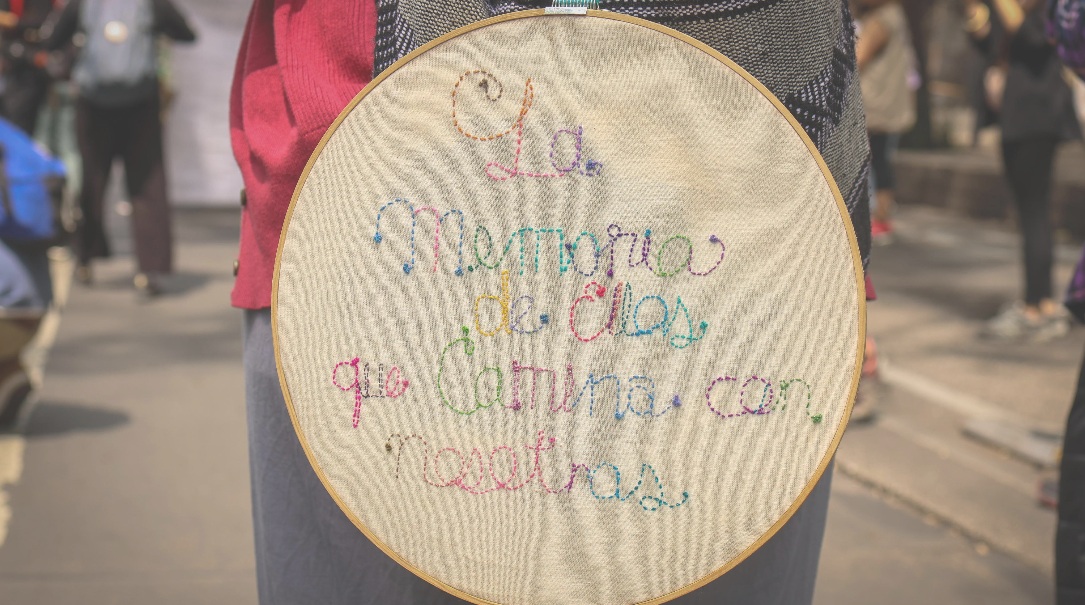 La
Memoria
de Ellas
que Camina con
nosotras